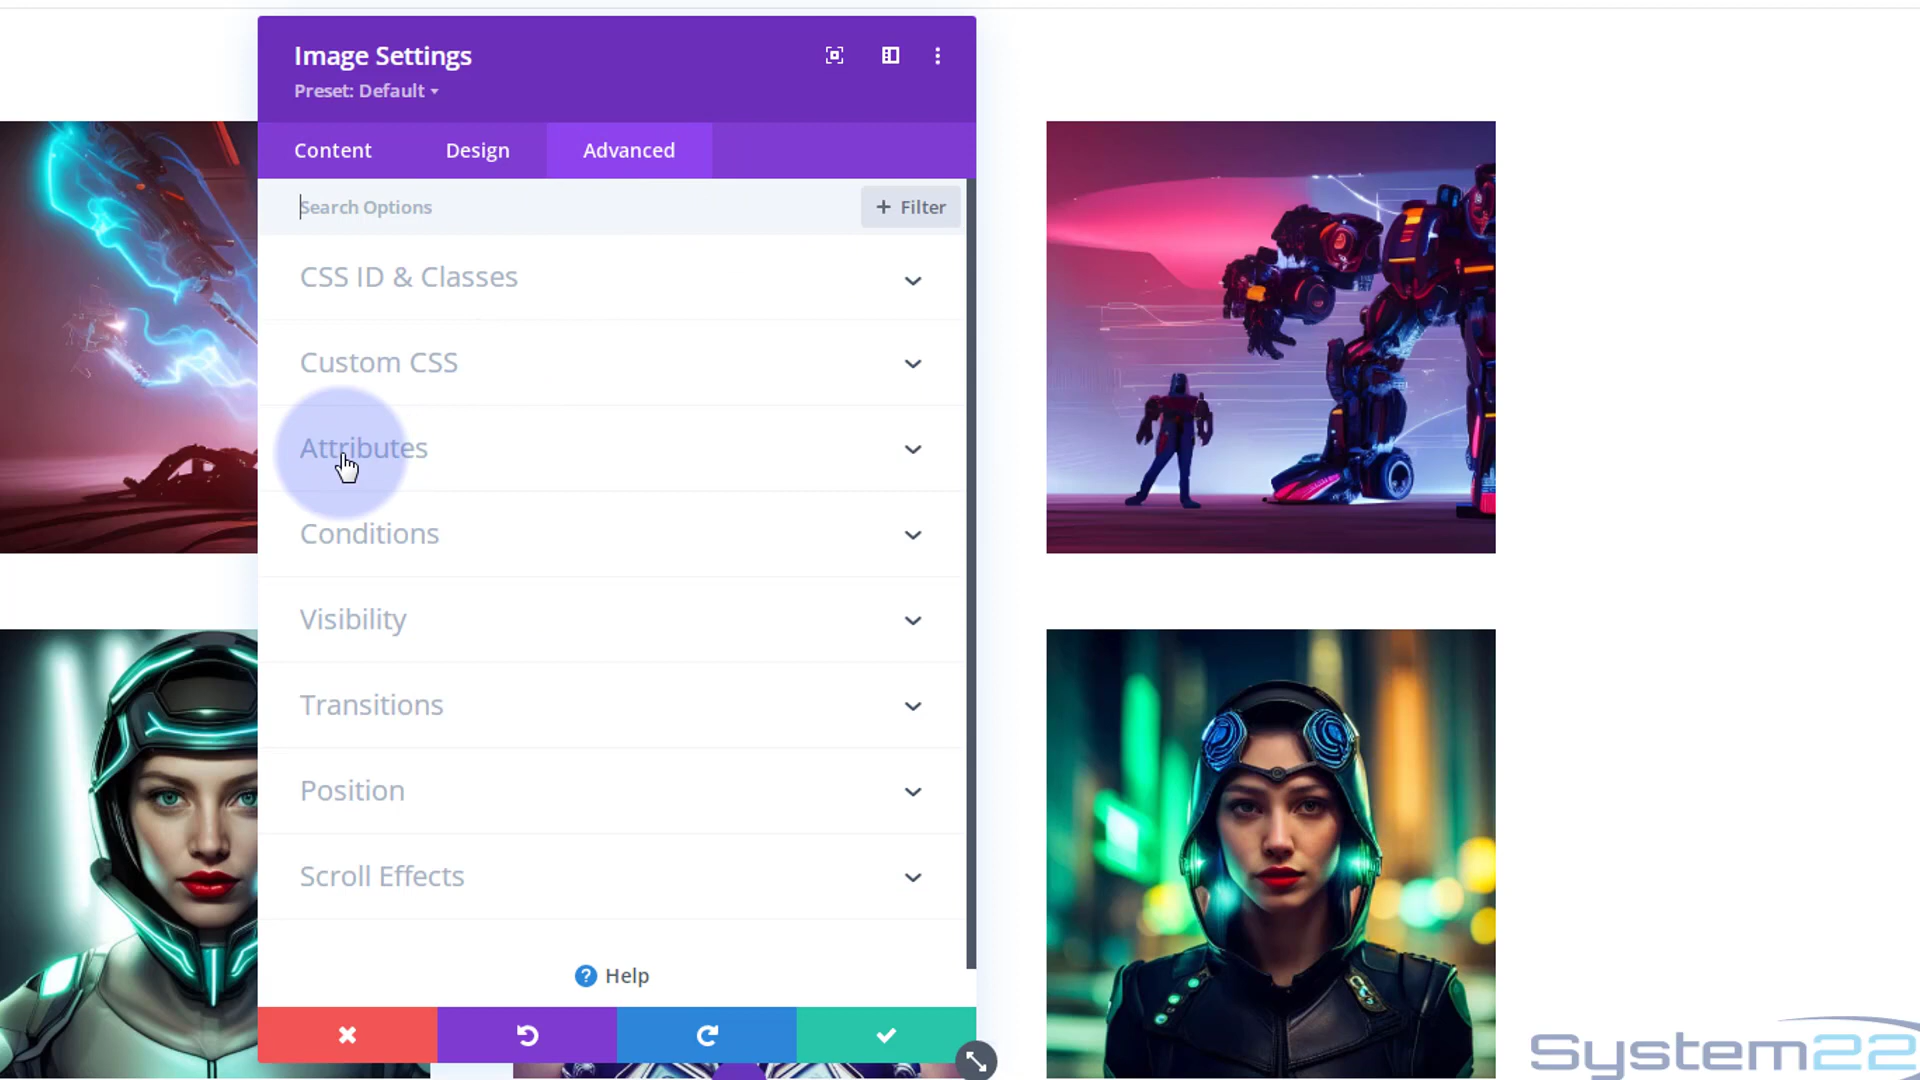 Image Settings
Preset: Default
Content Design Advanced
Search Options + Filter
CSS ID & Classes
Custom CSS
Attributes
Conditions
Visibility
Transitions
Position
Scroll Effects
? Help
System22